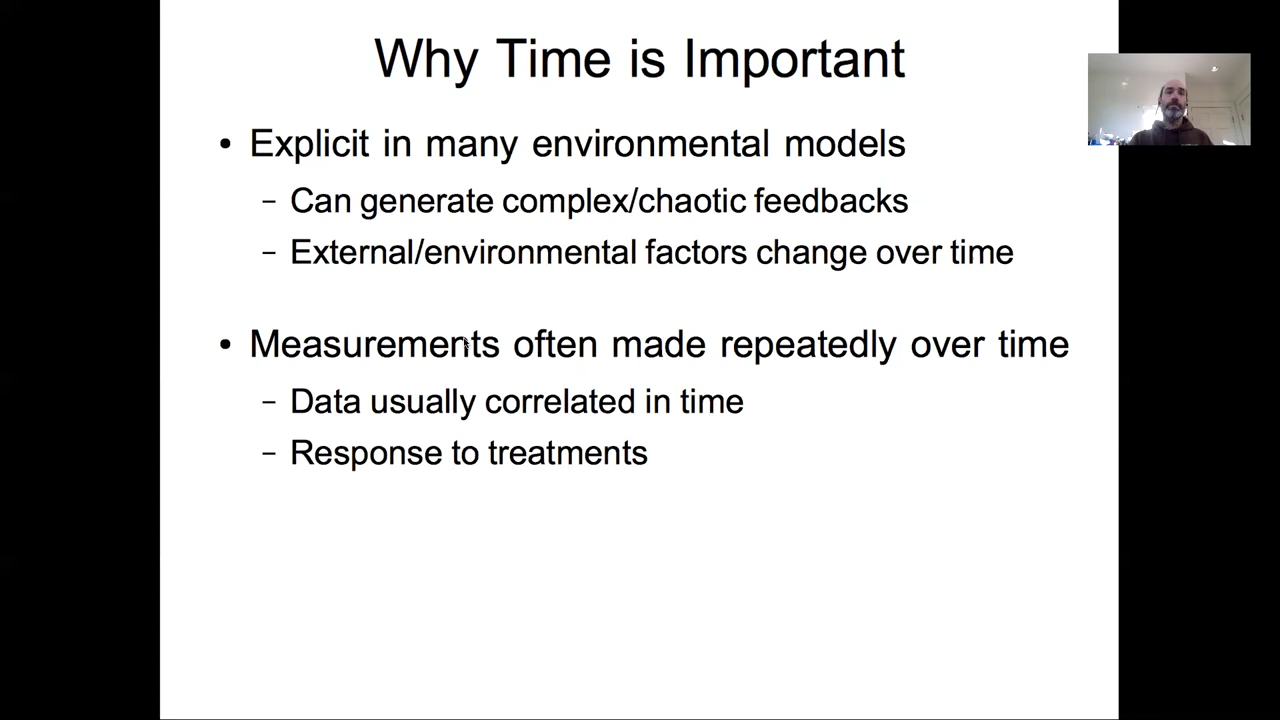 Why Time is Important
• Explicit in many environmental models
– Can generate complex/chaotic feedbacks
– External/environmental factors change over time
• Measurements often made repeatedly over time
– Data usually correlated in time
– Response to treatments